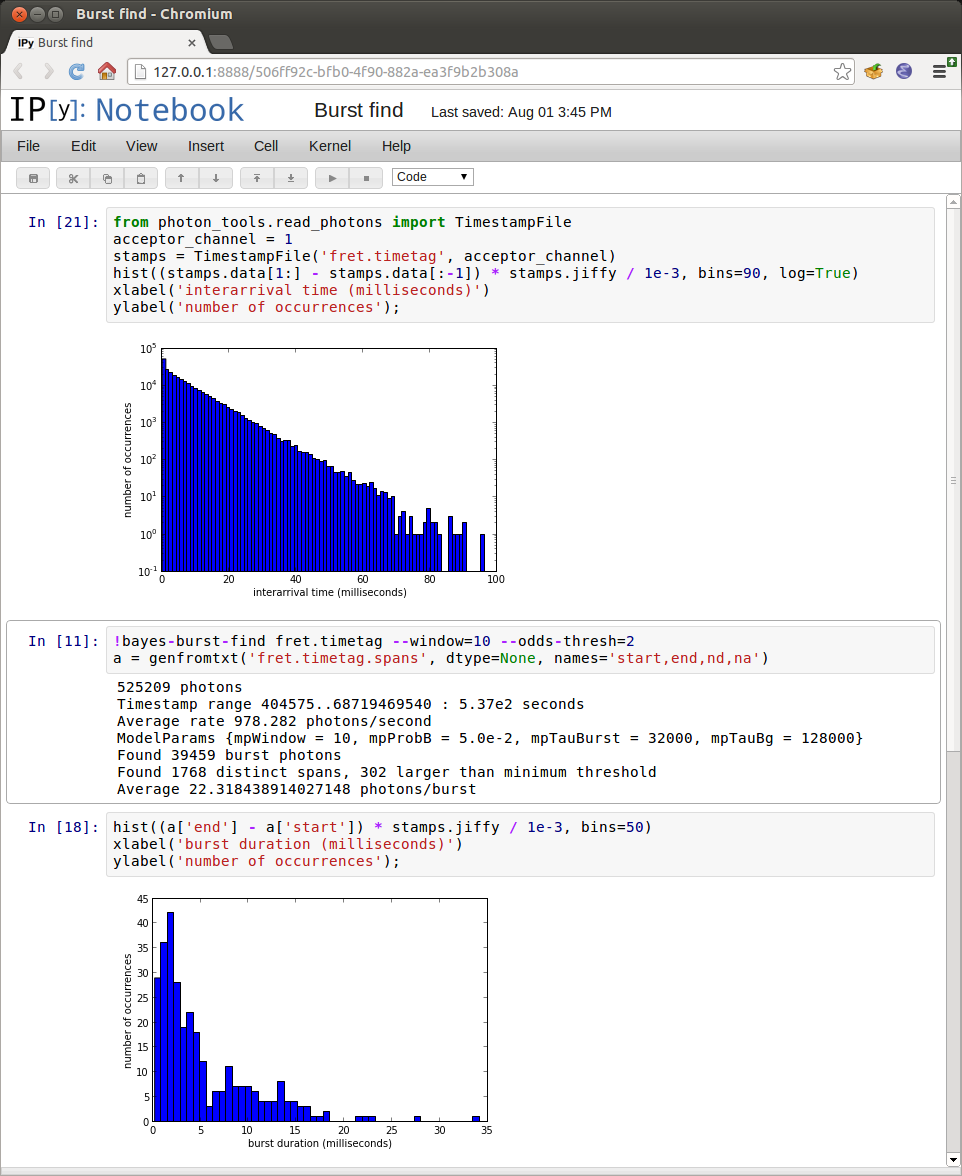 Burst find - Chromium
IPy Burst find
127.0.0.1:8888/506ff92c-bfb0-4f90-882a-ea3f9b2b308a
IP[y]: Notebook
Burst find
Last saved: Aug 01 3:45 PM
File Edit View Insert Cell Kernel Help
Code
In [21]:
from photon_tools.read_photons import TimestampFile
acceptor_channel = 1
stamps = TimestampFile('fret.timetag', acceptor_channel)
hist((stamps.data[1:] - stamps.data[:-1]) * stamps.jiffy / 1e-3, bins=90, log=True)
xlabel('interarrival time (milliseconds)')
ylabel('number of occurrences');
10^5
10^4
10^3
10^2
10^1
10^0
10^-1
number of occurrences
0 20 40 60 80 100
interarrival time (milliseconds)
In [11]:
!bayes-burst-find fret.timetag --window=10 --odds-thresh=2
a = genfromtxt('fret.timetag.spans', dtype=None, names='start,end,nd,na')
525209 photons
Timestamp range 404575..68719469540 : 5.37e2 seconds
Average rate 978.282 photons/second
ModelParams {mpWindow = 10, mpProbB = 5.0e-2, mpTauBurst = 32000, mpTauBg = 128000}
Found 39459 burst photons
Found 1768 distinct spans, 302 larger than minimum threshold
Average 22.318438914027148 photons/burst
In [18]:
hist((a['end'] - a['start']) * stamps.jiffy / 1e-3, bins=50)
xlabel('burst duration (milliseconds)')
ylabel('number of occurrences');
45
40
35
30
25
20
15
10
5
0
number of occurrences
0 5 10 15 20 25 30 35
burst duration (milliseconds)